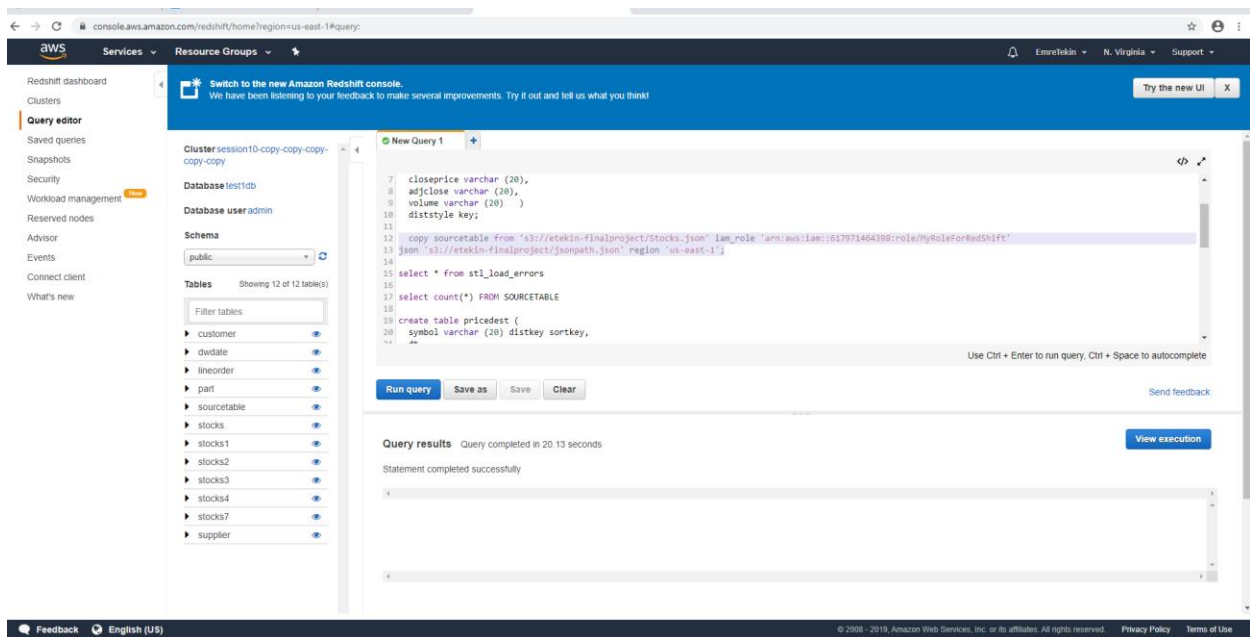 console.aws.amazon.com/redshift/home?region=us-east-1#query:
aws
Services
Resource Groups
EmreTekin
N. Virginia
Support
Redshift dashboard
Clusters
Query editor
Saved queries
Snapshots
Security
Workload management New
Reserved nodes
Advisor
Events
Connect client
What's new
Switch to the new Amazon Redshift console.
We have been listening to your feedback to make several improvements. Try it out and tell us what you think!
Try the new UI
X
Cluster session10-copy-copy-copy-
copy-copy
Database test1db
Database user admin
Schema
public
Tables Showing 12 of 12 table(s)
Filter tables
customer
dwdate
lineorder
part
sourcetable
stocks
stocks1
stocks2
stocks3
stocks4
stocks7
supplier
New Query 1
+
7 closeprice varchar (20),
8 adjclose varchar (20),
9 volume varchar (20) )
10 diststyle key;
11
12 copy sourcetable from 's3://etekin-finalproject/Stocks.json' iam_role 'arn:aws:iam::617971464398:role/MyRoleForRedShift'
13 json 's3://etekin-finalproject/jsonpath.json' region 'us-east-1';
14
15 select * from stl_load_errors
16
17 select count(*) FROM SOURCETABLE
18
19 create table pricedest (
20 symbol varchar (20) distkey sortkey,
Use Ctrl + Enter to run query, Ctrl + Space to autocomplete
Run query
Save as
Save
Clear
Send feedback
Query results Query completed in 20.13 seconds
View execution
Statement completed successfully
Feedback
English (US)
© 2008 - 2019, Amazon Web Services, Inc. or its affiliates. All rights reserved.
Privacy Policy
Terms of Use